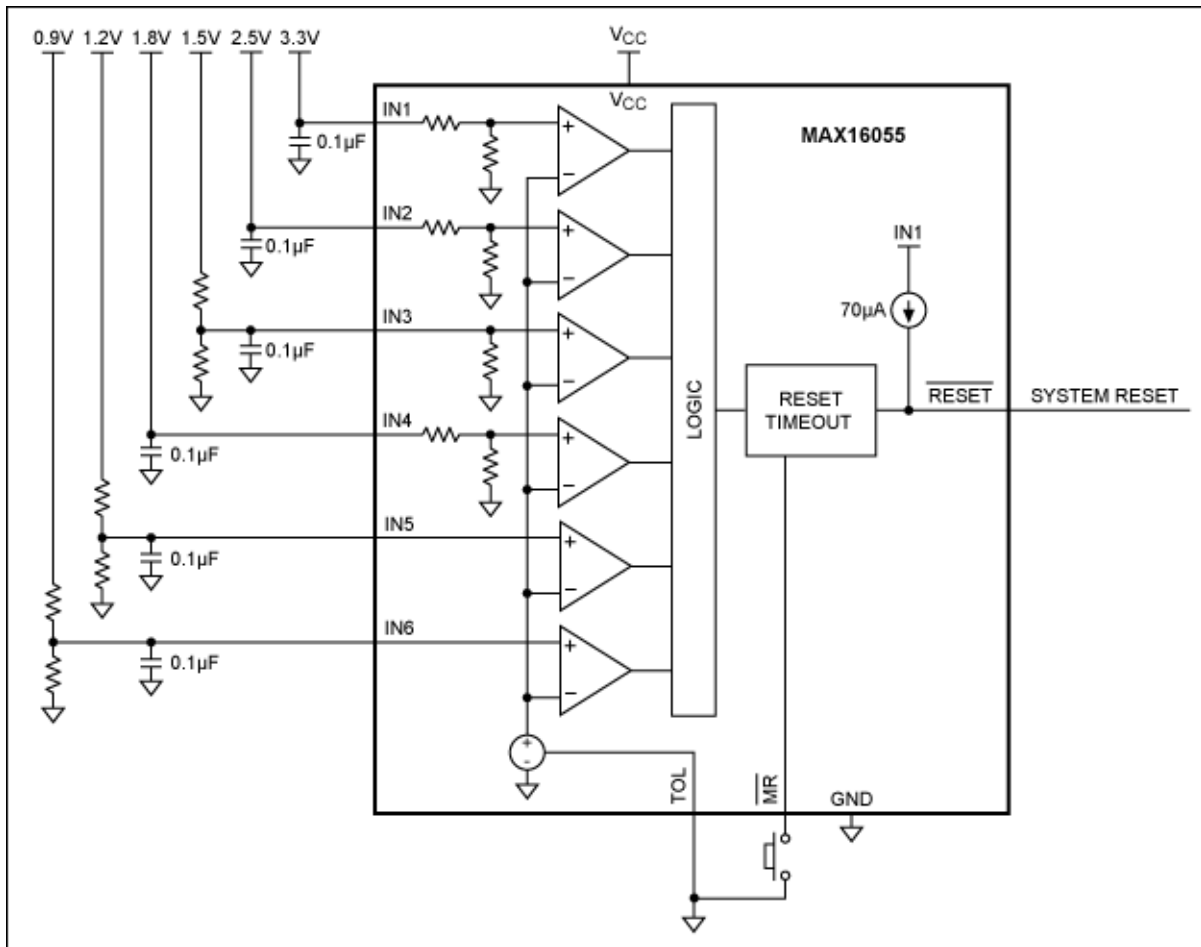 0.9V 1.2V 1.8V 1.5V 2.5V 3.3V
VCC
VCC
MAX16055
IN1
0.1µF
+
−
IN2
0.1µF
+
−
IN1
70µA
IN3
0.1µF
+
−
LOGIC
RESET
TIMEOUT
RESET
SYSTEM RESET
IN4
0.1µF
+
−
IN5
0.1µF
+
−
IN6
0.1µF
+
−
+
-
TOL
MR
GND